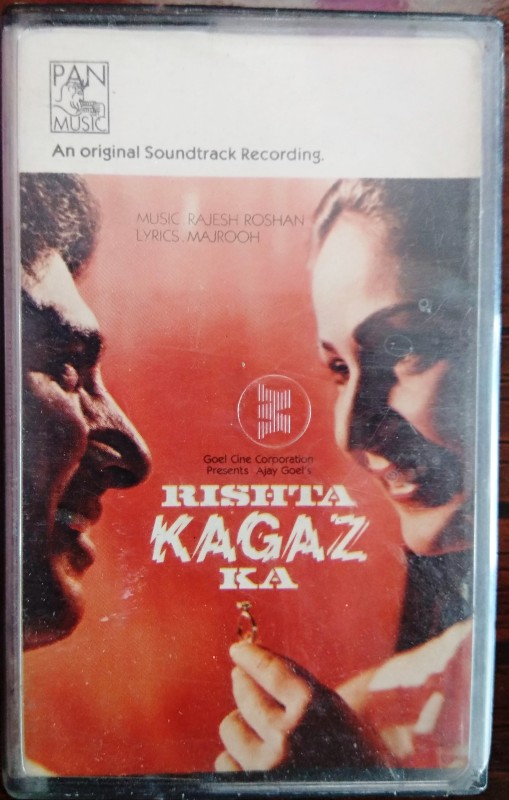 PAN
MUSIC
An original Soundtrack Recording.
MUSIC RAJESH ROSHAN
LYRICS MAJROOH
Goel Cine Corporation
Presents Ajay Goel's
RISHTA
KAGAZ
KA